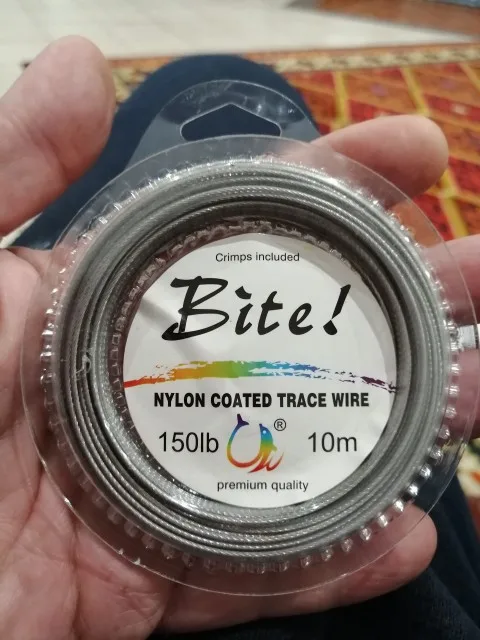 Crimps included
Bite!
NYLON COATED TRACE WIRE
150lb ® 10m
premium quality